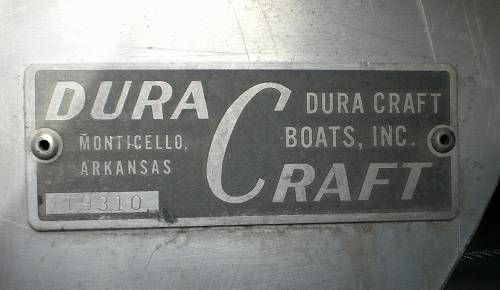 DURA CRAFT
MONTICELLO,
ARKANSAS
DURA CRAFT
BOATS, INC.
19310